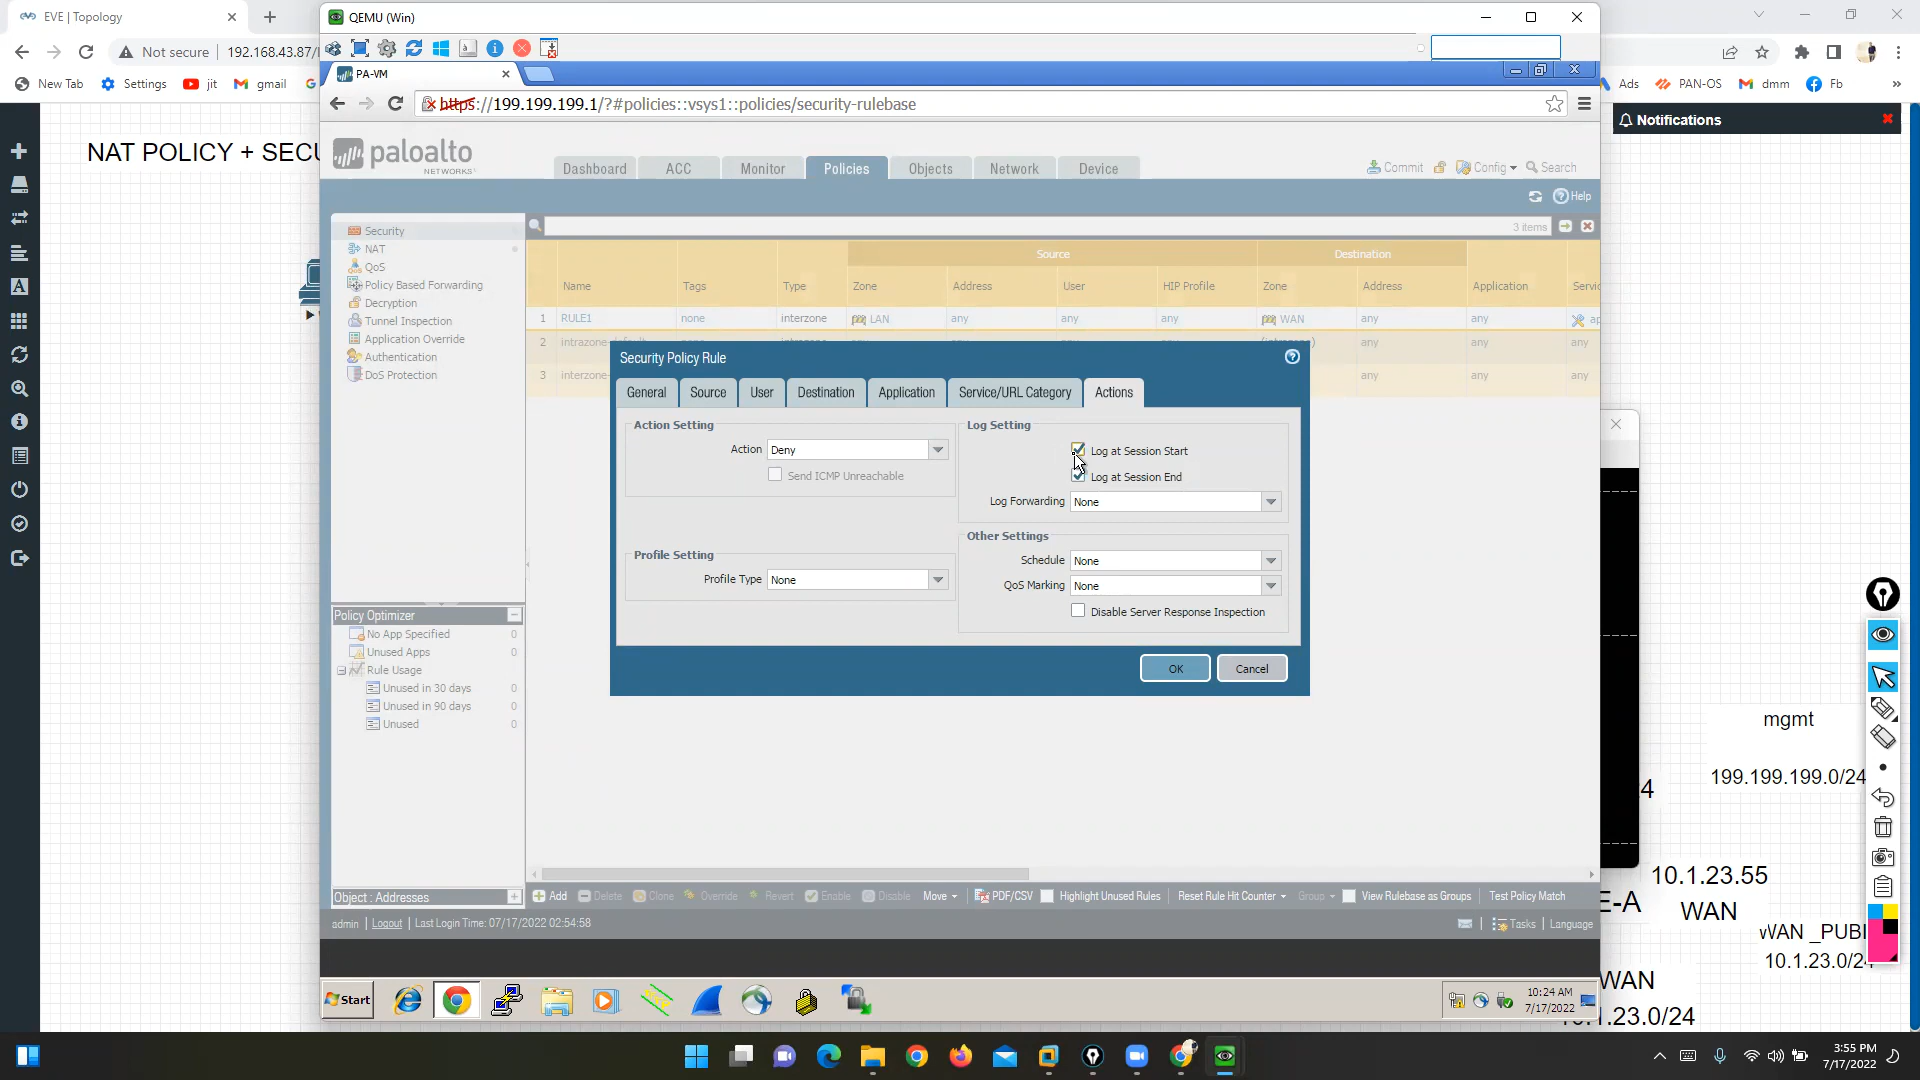 EVE | Topology
QEMU (Win)
Not secure
192.168.43.87/
New Tab
Settings
jit
gmail
Ads
PAN-OS
dmm
Fb
»
PA-VM
https://199.199.199.1/?#policies::vsys1::policies/security-rulebase
Notifications
NAT POLICY + SECU
paloalto
NETWORKS
Dashboard
ACC
Monitor
Policies
Objects
Network
Device
Commit
Config
Search
Help
Security
NAT
QoS
Policy Based Forwarding
Decryption
Tunnel Inspection
Application Override
Authentication
DoS Protection
3 items
Source
Destination
Name
Tags
Type
Zone
Address
User
HIP Profile
Zone
Address
Application
Servic
1 RULE1 none interzone LAN any any any WAN any any ap
2 intrazone any any any
3 interzone- any any any
Security Policy Rule
General
Source
User
Destination
Application
Service/URL Category
Actions
Action Setting
Action Deny
Send ICMP Unreachable
Profile Setting
Profile Type None
Log Setting
Log at Session Start
Log at Session End
Log Forwarding None
Other Settings
Schedule None
QoS Marking None
Disable Server Response Inspection
OK
Cancel
Policy Optimizer
No App Specified 0
Unused Apps 0
Rule Usage
Unused in 30 days 0
Unused in 90 days 0
Unused 0
Object : Addresses
Add
Delete
Clone
Override
Revert
Enable
Disable
Move
PDF/CSV
Highlight Unused Rules
Reset Rule Hit Counter
Group
View Rulebase as Groups
Test Policy Match
admin | Logout | Last Login Time: 07/17/2022 02:54:58
Tasks | Language
mgmt
199.199.199.0/24
4
10.1.23.55
E-A
WAN
WAN _PUBI
10.1.23.0/24
WAN
10.1.23.0/24
Start
10:24 AM
7/17/2022
3:55 PM
7/17/2022